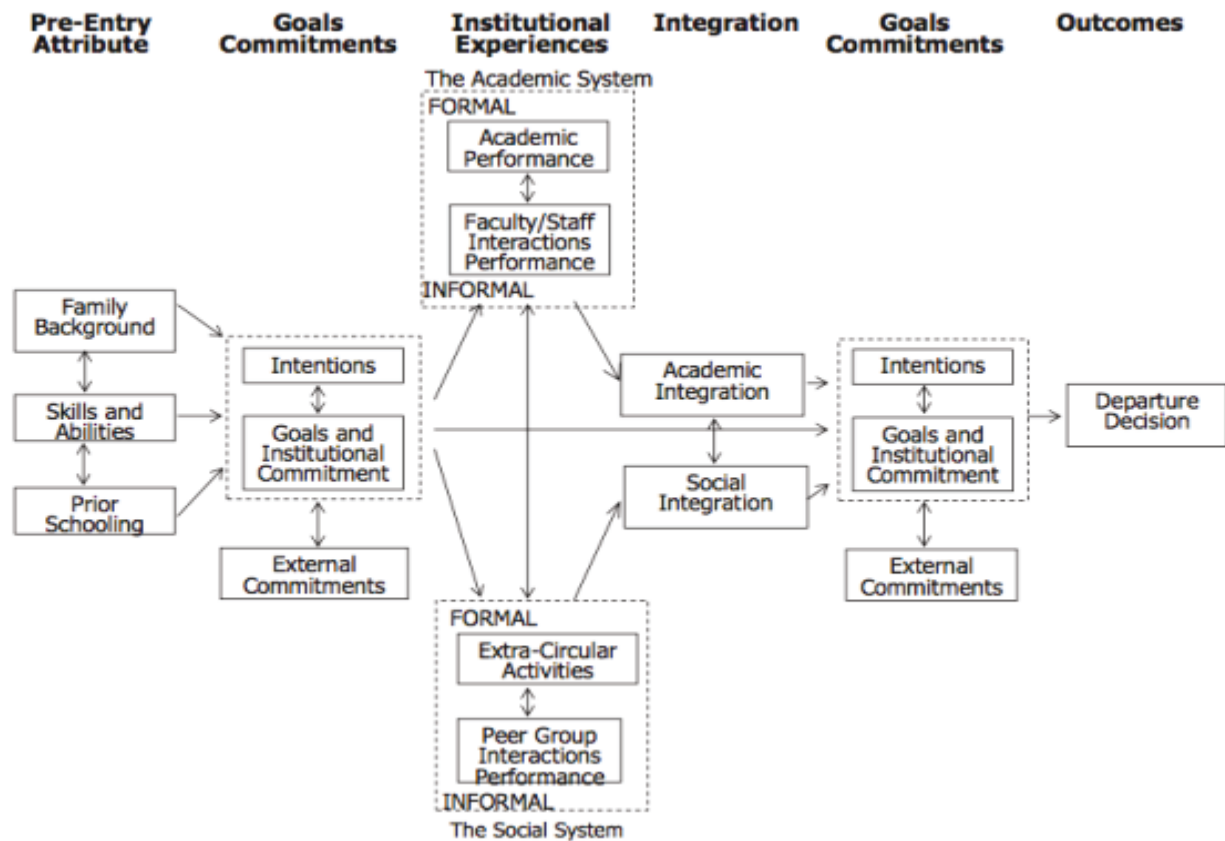 Pre-Entry
Attribute
Goals
Commitments
Institutional
Experiences
Integration
Goals
Commitments
Outcomes
The Academic System
FORMAL
Academic
Performance
Faculty/Staff
Interactions
Performance
INFORMAL
Family
Background
Skills and
Abilities
Prior
Schooling
Intentions
Goals and
Institutional
Commitment
External
Commitments
Academic
Integration
Social
Integration
Intentions
Goals and
Institutional
Commitment
External
Commitments
Departure
Decision
FORMAL
Extra-Circular
Activities
Peer Group
Interactions
Performance
INFORMAL
The Social System